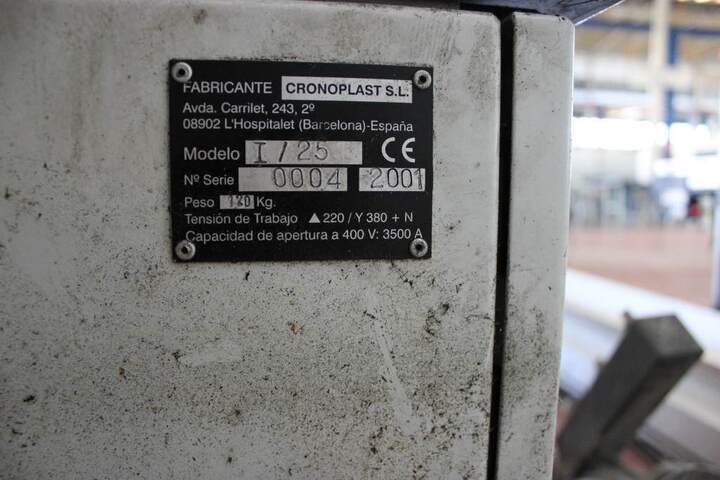 FABRICANTE CRONOPLAST S.L.
Avda. Carrilet, 243, 2º
08902 L'Hospitalet (Barcelona)-España
Modelo I/25 CE
Nº Serie 0004 2001
Peso Kg.
Tensión de Trabajo ▲ 220 / Y 380 + N
Capacidad de apertura a 400 V: 3500 A